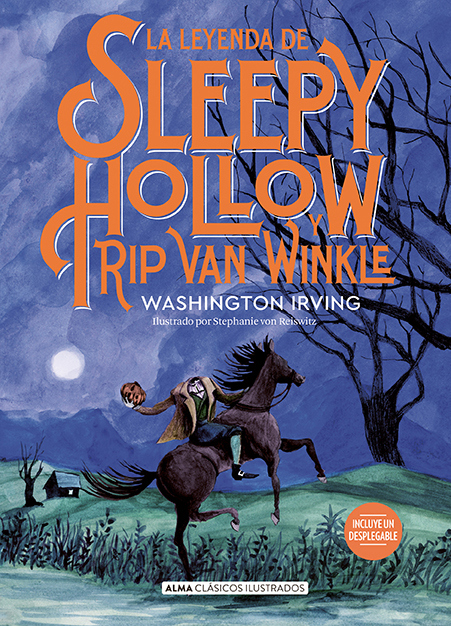 LA LEYENDA DE
SLEEPY
HOLLOW
Y
RIP VAN WINKLE
WASHINGTON IRVING
Ilustrado por Stephanie von Reiswitz
INCLUYE UN
DESPLEGABLE
ALMA CLÁSICOS ILUSTRADOS